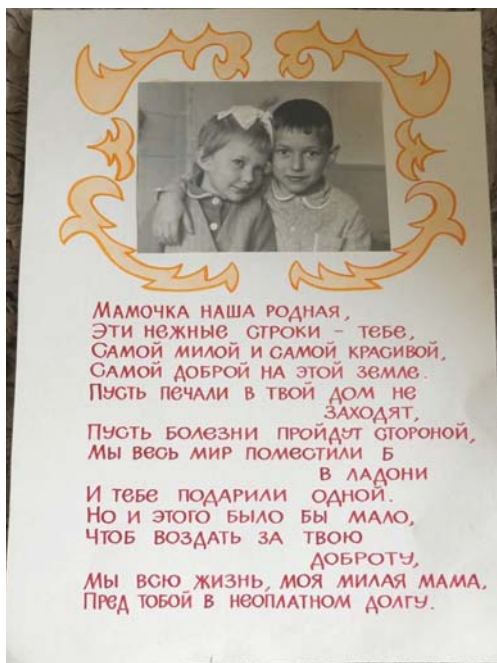 Мамочка наша родная,
Эти нежные строки – тебе,
Самой милой и самой красивой,
Самой доброй на этой земле.
Пусть печали в твой дом не
заходят,
Пусть болезни пройдут стороной,
Мы весь мир поместили б
в ладони
И тебе подарили одной.
Но и этого было бы мало,
Чтоб воздать за твою
доброту,
Мы всю жизнь, моя милая мама,
Пред тобой в неоплатном долгу.